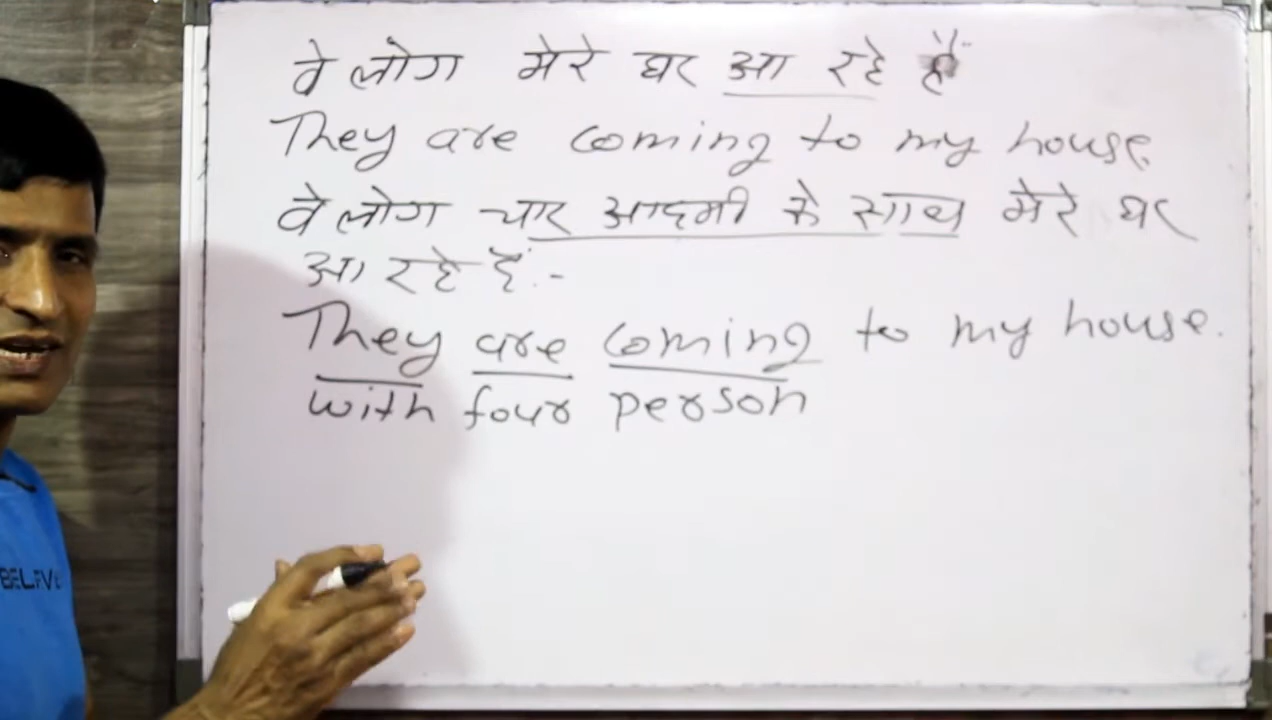 वे लोग मेरे घर आ रहे हैं
They are coming to my house.
वे लोग चार आदमी के साथ मेरे घर
आ रहे हैं.-
They are coming to my house.
with four person
BELEVE